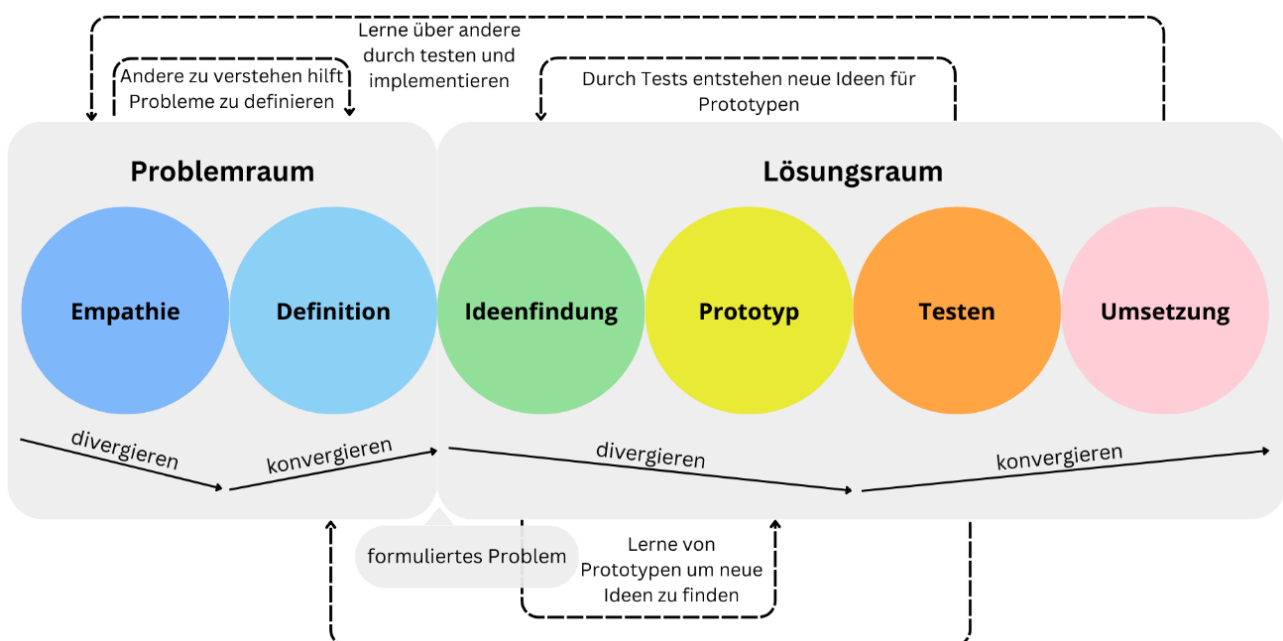 Lerne über andere
durch testen und
implementieren
Andere zu verstehen hilft
Probleme zu definieren
Durch Tests entstehen neue Ideen für
Prototypen
Problemraum
Lösungsraum
Empathie
Definition
Ideenfindung
Prototyp
Testen
Umsetzung
divergieren
konvergieren
divergieren
konvergieren
formuliertes Problem
Lerne von
Prototypen um neue
Ideen zu finden